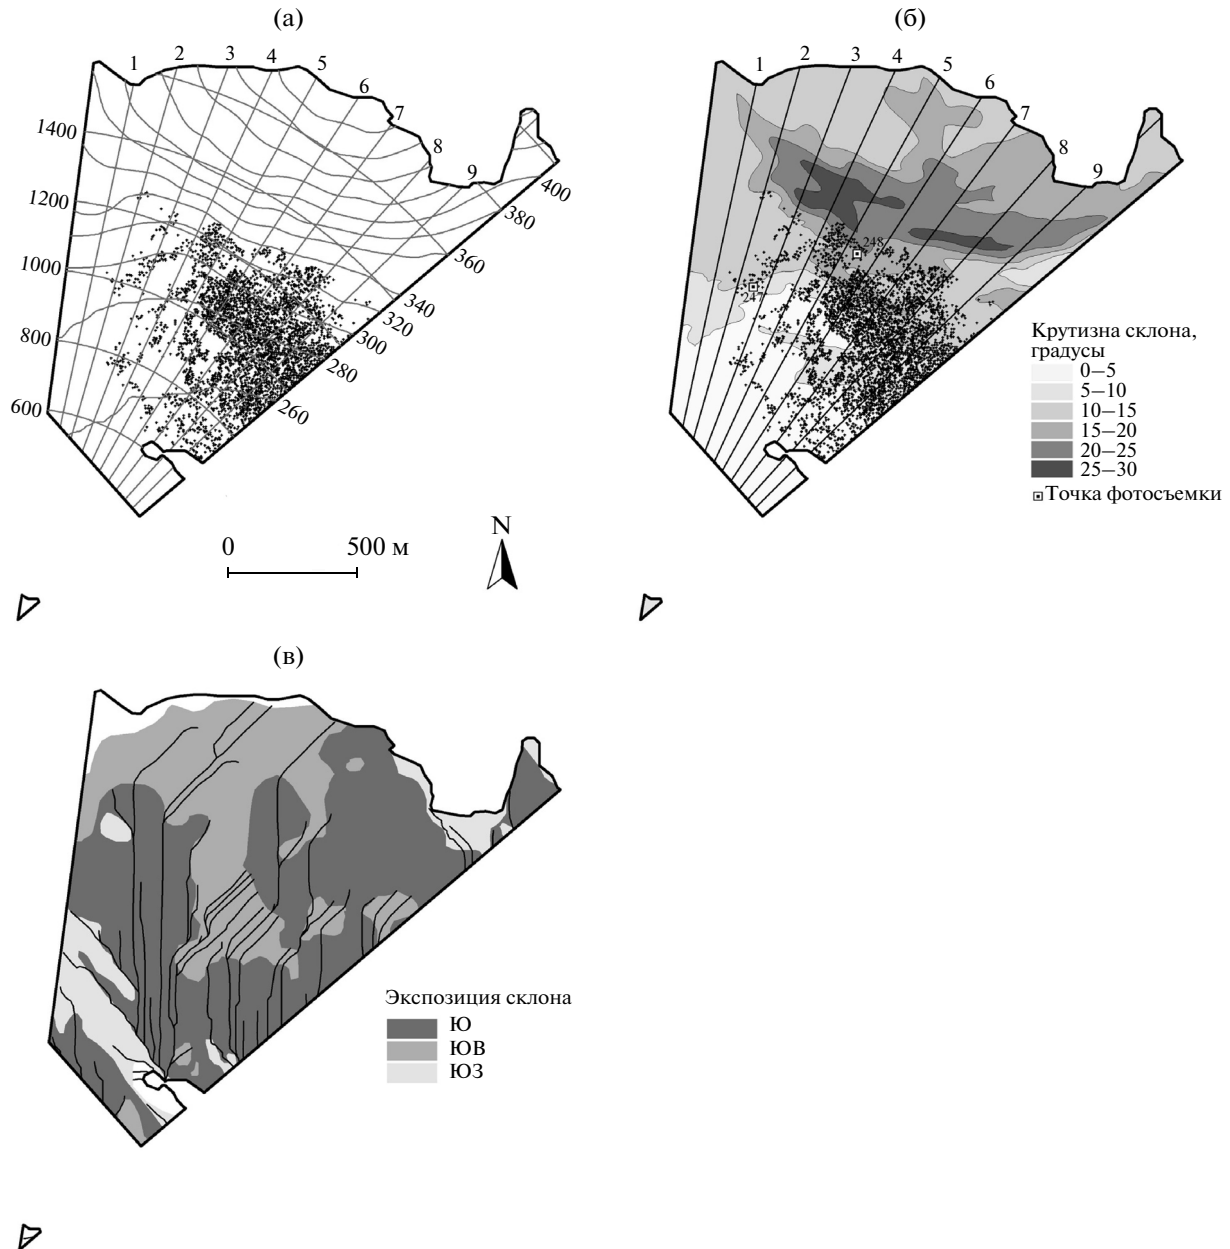 (а)
1 2 3 4 5 6 7 8 9
1400
1200
1000
800
600
400
380
360
340
320
300
280
260
0 500 м
N
(б)
1 2 3 4 5 6 7 8 9
248
247
Крутизна склона,
градусы
0–5
5–10
10–15
15–20
20–25
25–30
Точка фотосъемки
(в)
Экспозиция склона
Ю
ЮВ
ЮЗ